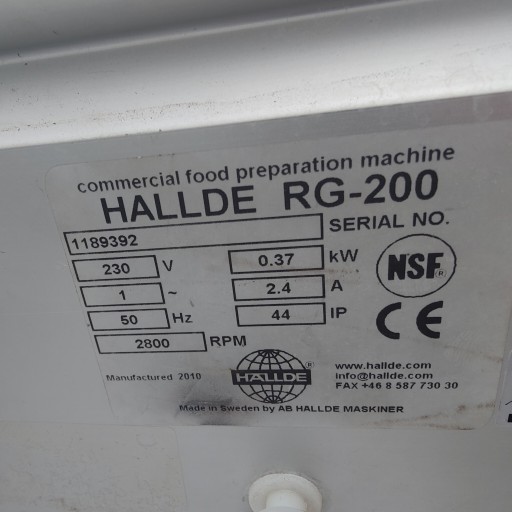 commercial food preparation machine
HALLDE RG-200
1189392 SERIAL NO.
230 V 0.37 kW
1 ~ 2.4 A
50 Hz 44 IP
2800 RPM
NSF®
CE
Manufactured 2010
HALLDE®
www.hallde.com
info@hallde.com
FAX +46 8 587 730 30
Made in Sweden by AB HALLDE MASKINER